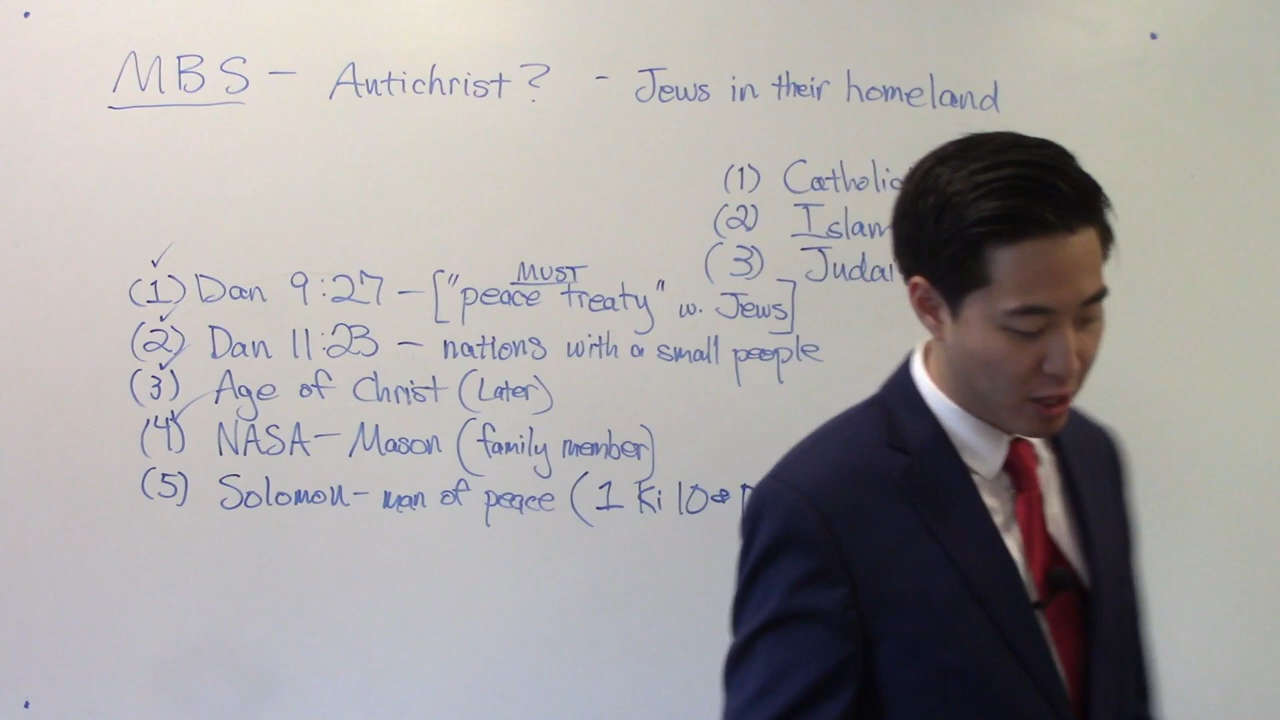 MBS - Antichrist? - Jews in their homeland
(1) Catholic
(2) Islam
(3) Judai
(1) Dan 9:27 - ["peace treaty" w. Jews]
MUST
(2) Dan 11:23 - nations with a small people
(3) Age of Christ (Later)
(4) NASA - Mason (family member)
(5) Solomon - man of peace (1 Ki 10